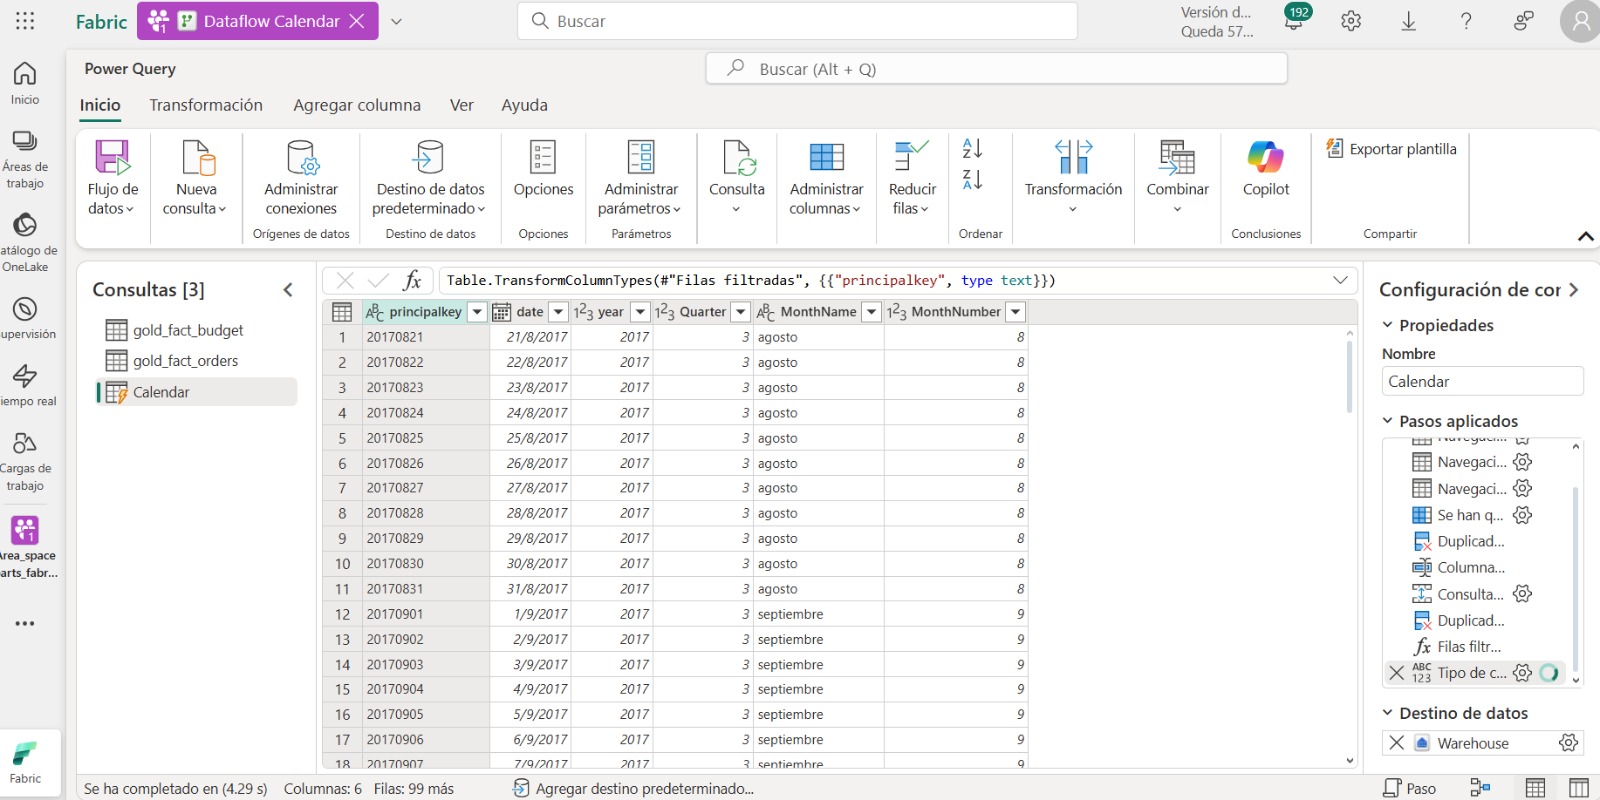 Fabric
Dataflow Calendar
Buscar
Versión d...
Queda 57...
192
Power Query
Buscar (Alt + Q)
Inicio
Transformación
Agregar columna
Ver
Ayuda
Flujo de
datos
Nueva
consulta
Administrar
conexiones
Orígenes de datos
Destino de datos
predeterminado
Destino de datos
Opciones
Opciones
Administrar
parámetros
Parámetros
Consulta
Administrar
columnas
Reducir
filas
Ordenar
Transformación
Combinar
Copilot
Conclusiones
Exportar plantilla
Compartir
Inicio
Áreas de
trabajo
atálogo de
OneLake
upervisión
iempo real
Cargas de
trabajo
Area_space
arts_fabr...
Fabric
Consultas [3]
gold_fact_budget
gold_fact_orders
Calendar
fx Table.TransformColumnTypes(#"Filas filtradas", {{"principalkey", type text}})
principalkey date year Quarter MonthName MonthNumber
1 20170821 21/8/2017 2017 3 agosto 8
2 20170822 22/8/2017 2017 3 agosto 8
3 20170823 23/8/2017 2017 3 agosto 8
4 20170824 24/8/2017 2017 3 agosto 8
5 20170825 25/8/2017 2017 3 agosto 8
6 20170826 26/8/2017 2017 3 agosto 8
7 20170827 27/8/2017 2017 3 agosto 8
8 20170828 28/8/2017 2017 3 agosto 8
9 20170829 29/8/2017 2017 3 agosto 8
10 20170830 30/8/2017 2017 3 agosto 8
11 20170831 31/8/2017 2017 3 agosto 8
12 20170901 1/9/2017 2017 3 septiembre 9
13 20170902 2/9/2017 2017 3 septiembre 9
14 20170903 3/9/2017 2017 3 septiembre 9
15 20170904 4/9/2017 2017 3 septiembre 9
16 20170905 5/9/2017 2017 3 septiembre 9
17 20170906 6/9/2017 2017 3 septiembre 9
18 20170907 7/9/2017 2017 3 septiembre 9
Configuración de cor
Propiedades
Nombre
Calendar
Pasos aplicados
Navegaci...
Navegaci...
Navegaci...
Se han q...
Duplicad...
Columna...
Consulta...
Duplicad...
fx Filas filtr...
ABC 123 Tipo de c...
Destino de datos
Warehouse
Se ha completado en (4.29 s) Columnas: 6 Filas: 99 más
Agregar destino predeterminado...
Paso